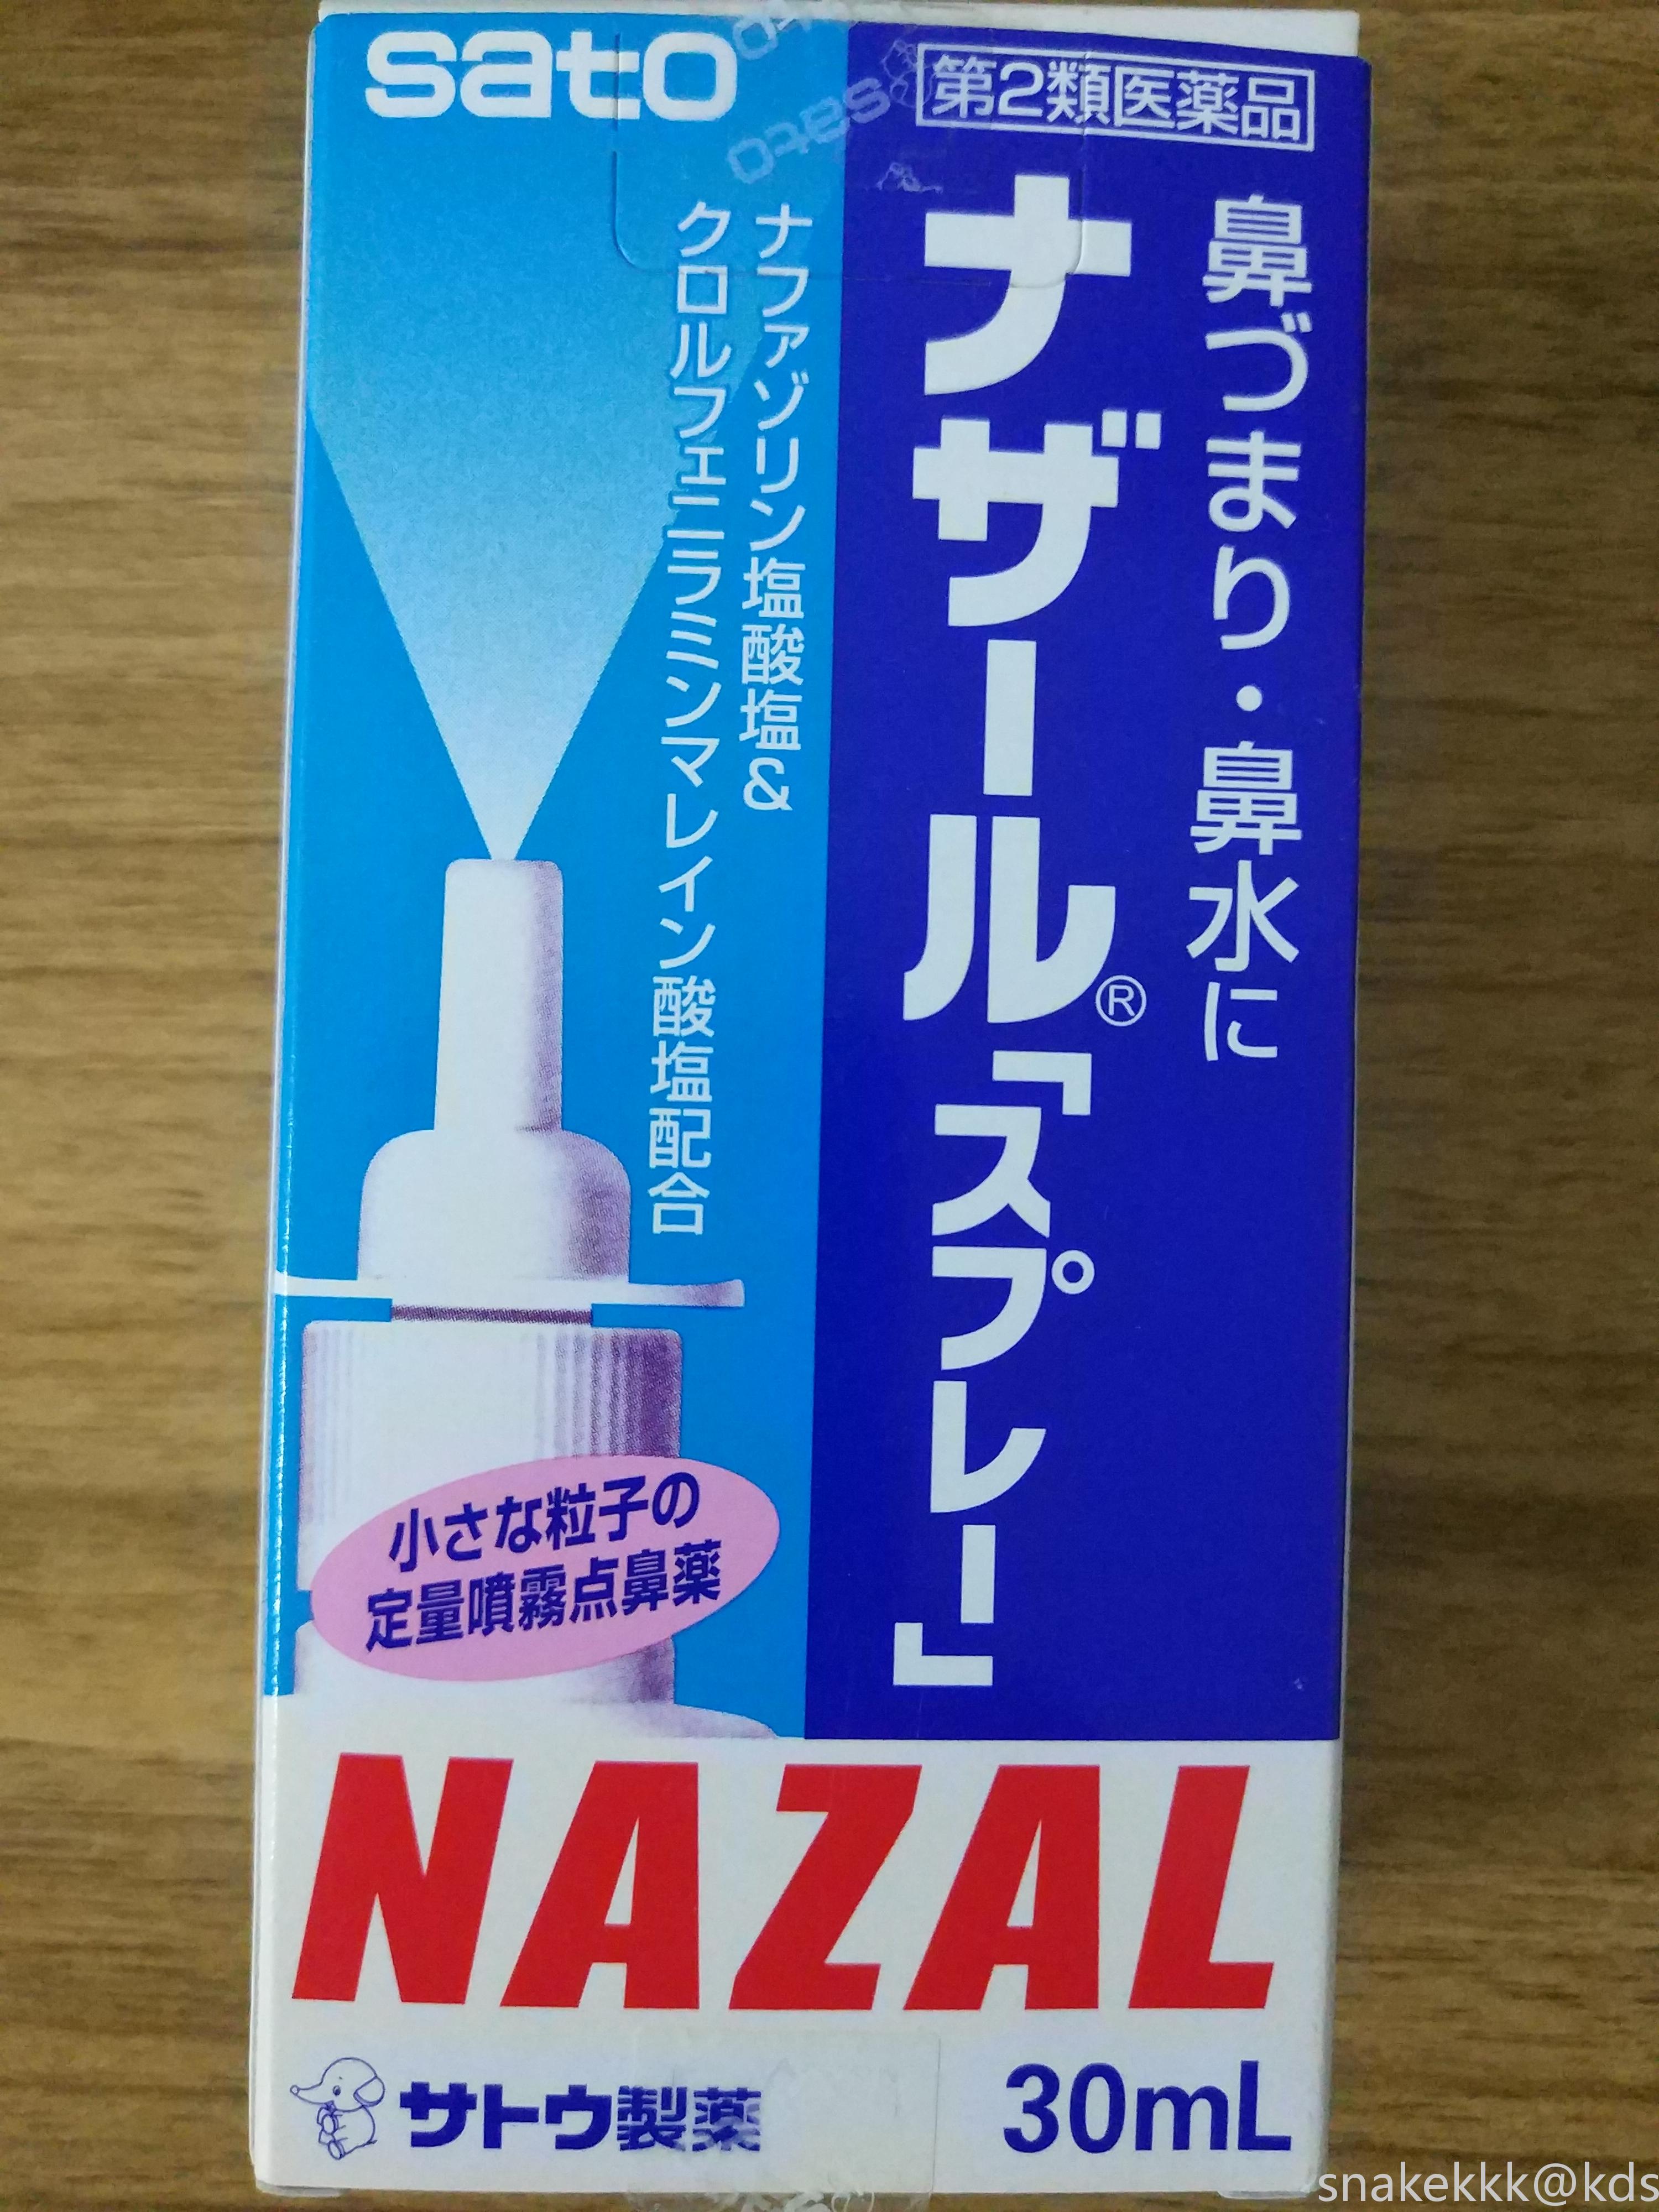 sato
第2類医薬品
鼻づまり・鼻水に
ナザール®「スプレー」
ナファゾリン塩酸塩&
クロルフェニラミンマレイン酸塩配合
小さな粒子の
定量噴霧点鼻薬
NAZAL
サトウ製薬
30mL
sato
snakekkk@kds